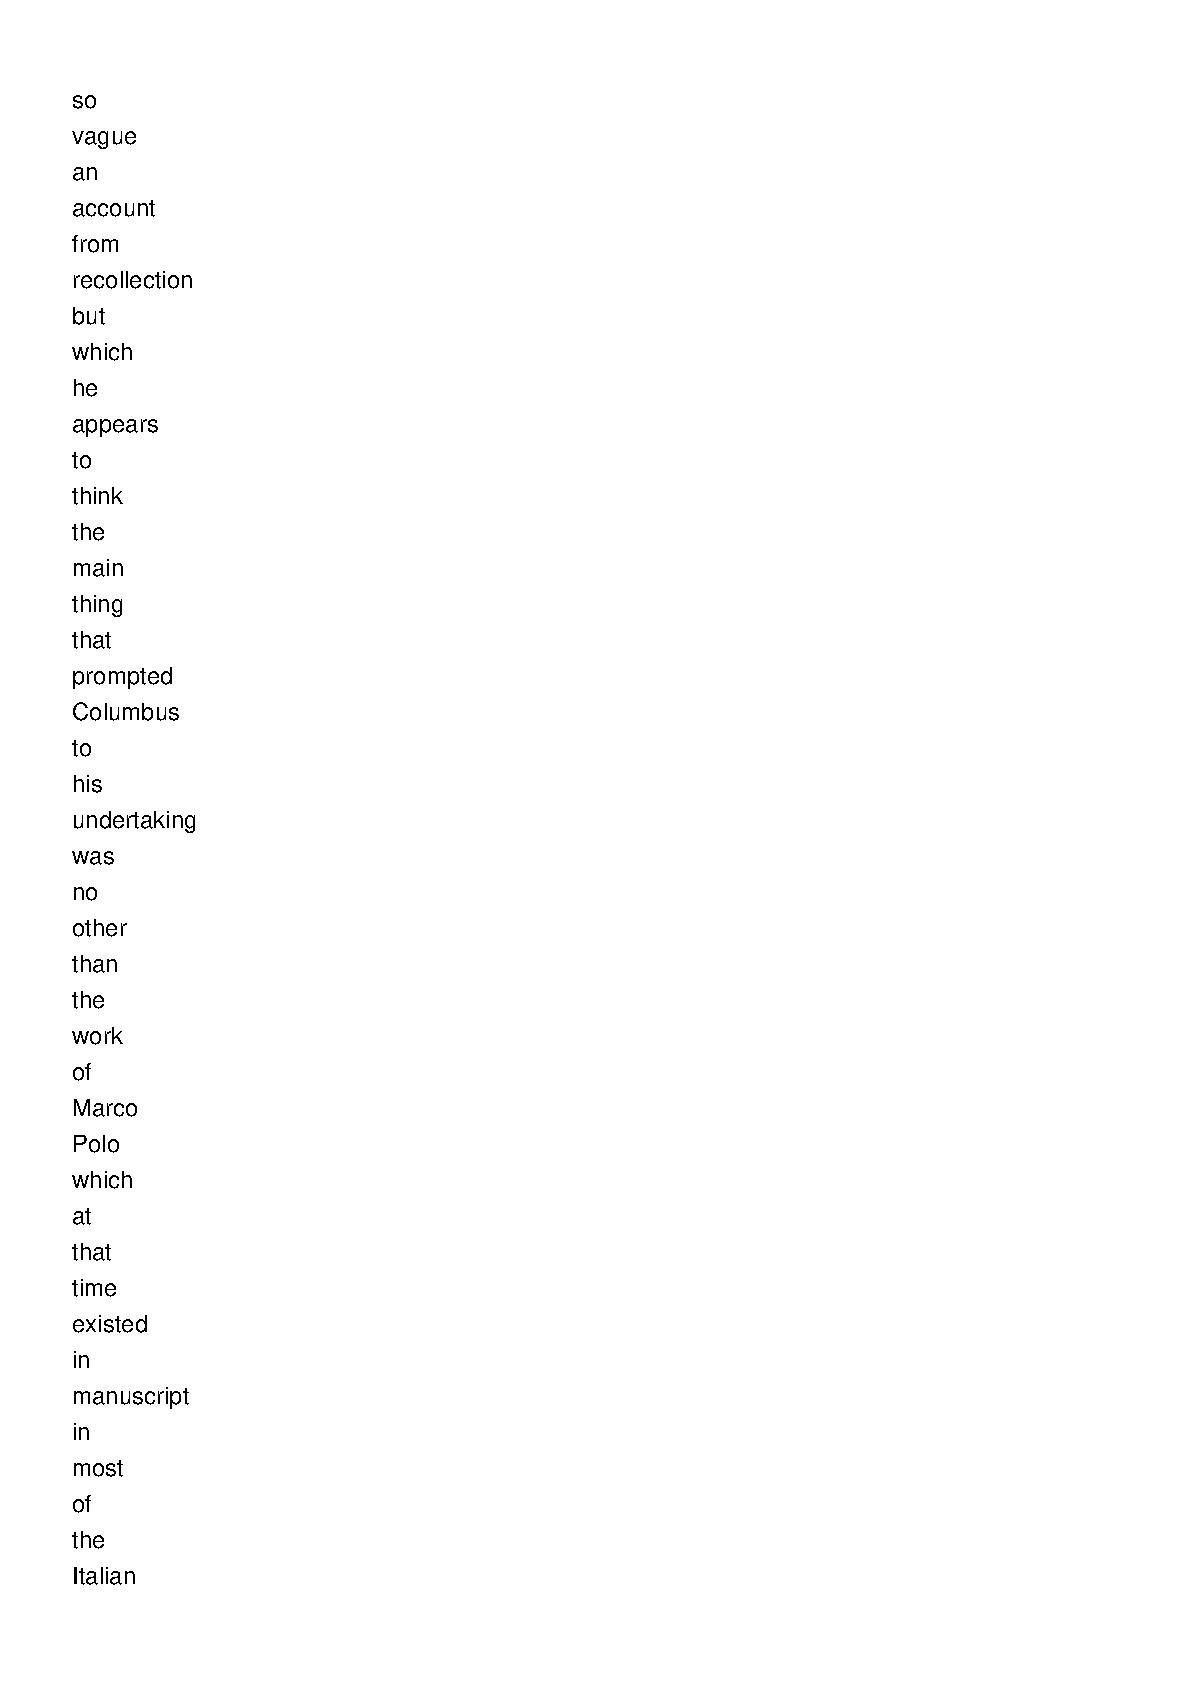 so
vague
an
account
from
recollection
but
which
he
appears
to
think
the
main
thing
that
prompted
Columbus
to
his
undertaking
was
no
other
than
the
work
of
Marco
Polo
which
at
that
time
existed
in
manuscript
in
most
of
the
Italian